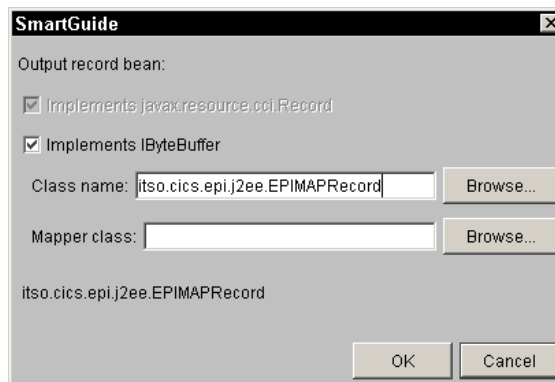 SmartGuide
Output record bean:
Implements javax.resource.cci.Record
Implements IByteBuffer
Class name: itso.cics.epi.j2ee.EPIMAPRecord Browse...
Mapper class: Browse...
itso.cics.epi.j2ee.EPIMAPRecord
OK Cancel